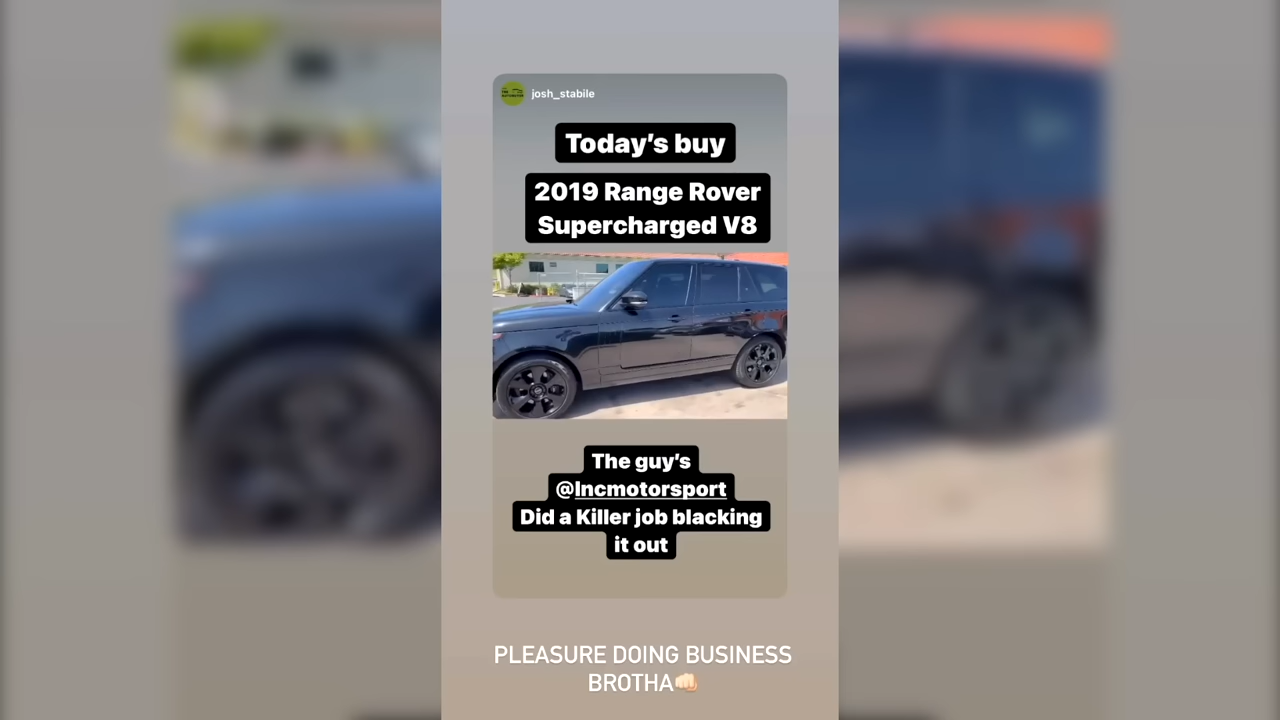 josh_stabile
Today’s buy
2019 Range Rover
Supercharged V8
The guy’s
@lncmotorsport
Did a Killer job blacking
it out
PLEASURE DOING BUSINESS
BROTHA👊🏻